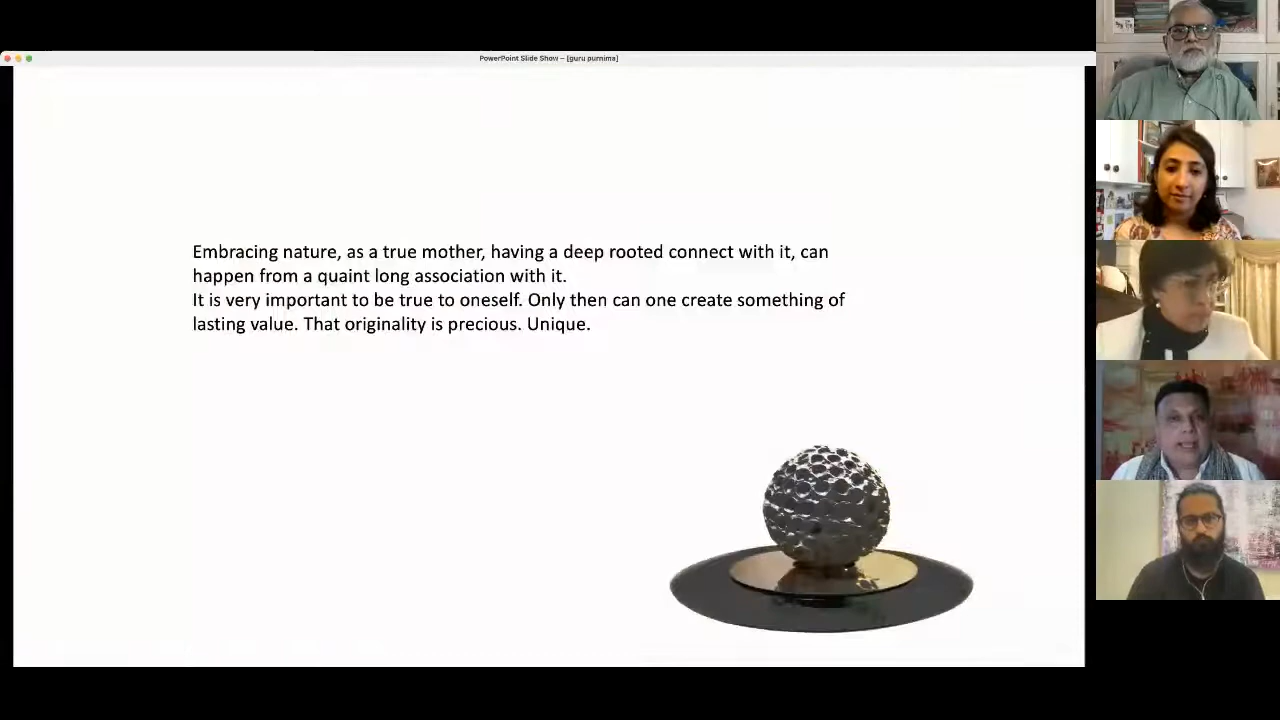 PowerPoint Slide Show – [guru purnima]
Embracing nature, as a true mother, having a deep rooted connect with it, can
happen from a quaint long association with it.
It is very important to be true to oneself. Only then can one create something of
lasting value. That originality is precious. Unique.